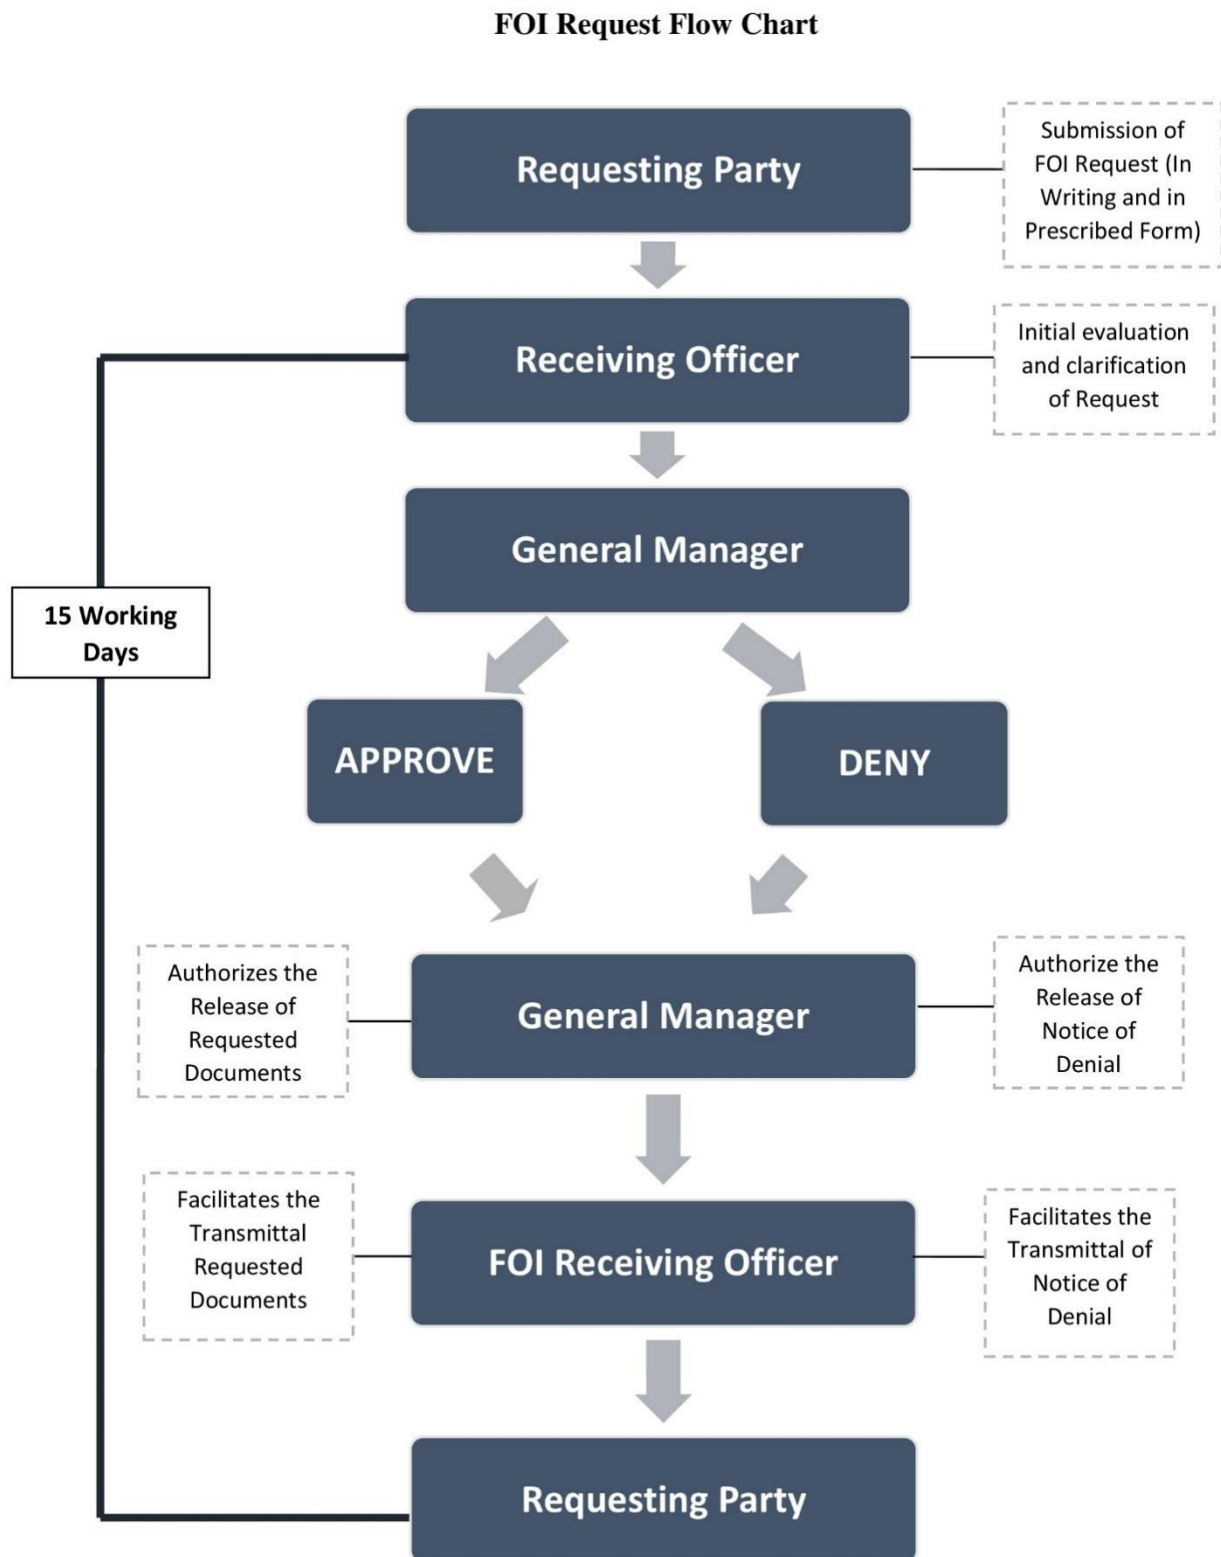 FOI Request Flow Chart
Requesting Party
Submission of
FOI Request (In
Writing and in
Prescribed Form)
Receiving Officer
Initial evaluation
and clarification
of Request
General Manager
15 Working
Days
APPROVE
DENY
Authorizes the
Release of
Requested
Documents
General Manager
Authorize the
Release of
Notice of
Denial
Facilitates the
Transmittal
Requested
Documents
FOI Receiving Officer
Facilitates the
Transmittal of
Notice of
Denial
Requesting Party